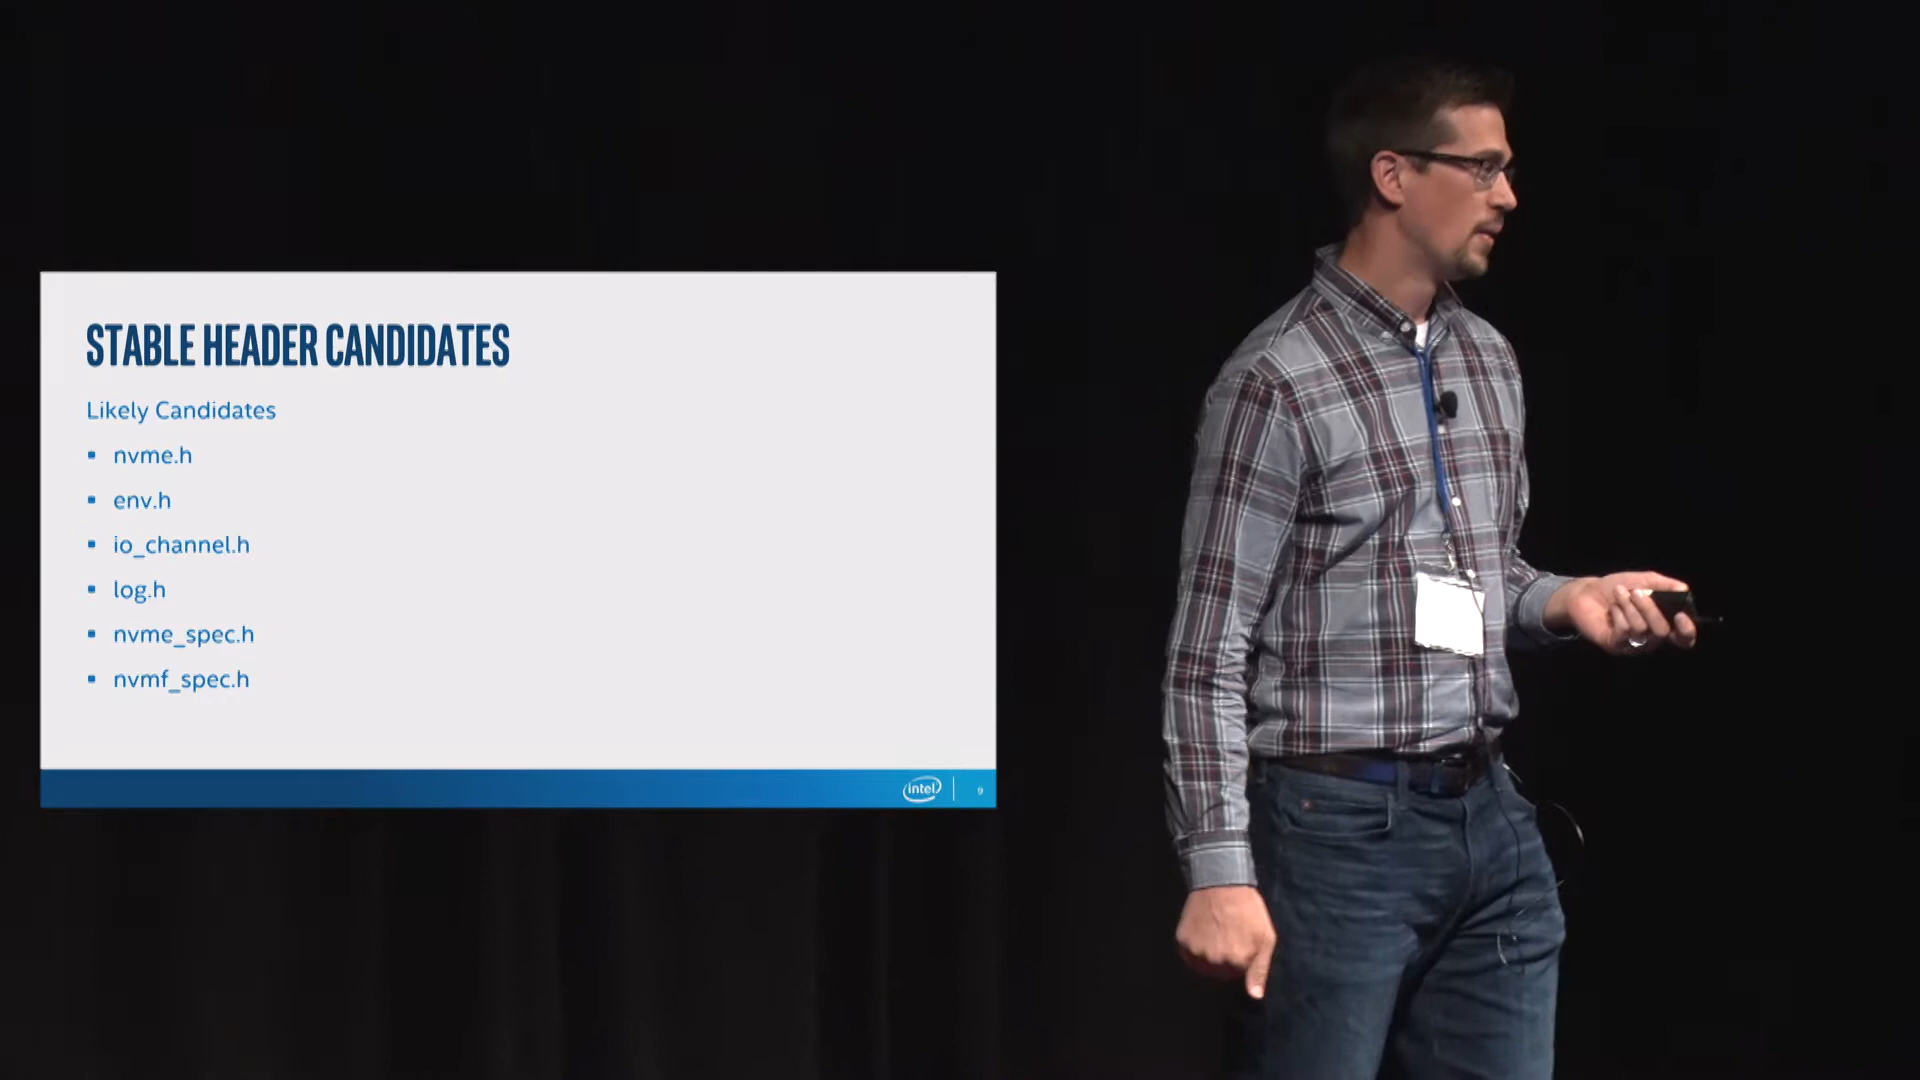 STABLE HEADER CANDIDATES
Likely Candidates
▪ nvme.h
▪ env.h
▪ io_channel.h
▪ log.h
▪ nvme_spec.h
▪ nvmf_spec.h
intel
9